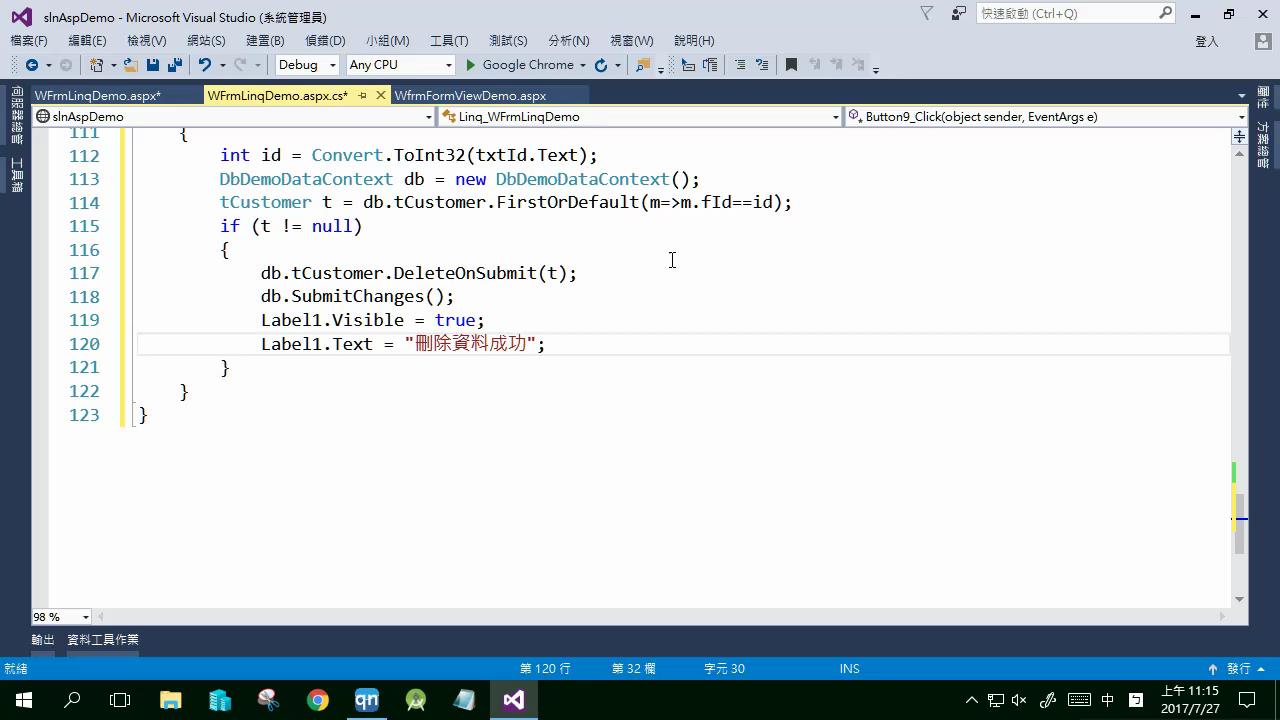 slnAspDemo - Microsoft Visual Studio (系統管理員)
快速啟動 (Ctrl+Q)
檔案(F) 編輯(E) 檢視(V) 網站(S) 建置(B) 偵錯(D) 小組(M) 工具(T) 測試(S) 分析(N) 視窗(W) 說明(H) 登入
Debug Any CPU Google Chrome
伺服器總管
工具箱
WFrmLinqDemo.aspx* WFrmLinqDemo.aspx.cs* WfrmFormViewDemo.aspx
屬性
方案總管
slnAspDemo Linq_WFrmLinqDemo Button9_Click(object sender, EventArgs e)
111 {
112 int id = Convert.ToInt32(txtId.Text);
113 DbDemoDataContext db = new DbDemoDataContext();
114 tCustomer t = db.tCustomer.FirstOrDefault(m=>m.fId==id);
115 if (t != null)
116 {
117 db.tCustomer.DeleteOnSubmit(t);
118 db.SubmitChanges();
119 Label1.Visible = true;
120 Label1.Text = "刪除資料成功";
121 }
122 }
123 }
98 %
輸出 資料工具作業
就緒 第 120 行 第 32 欄 字元 30 INS 發行
qn 中 上午 11:15
2017/7/27